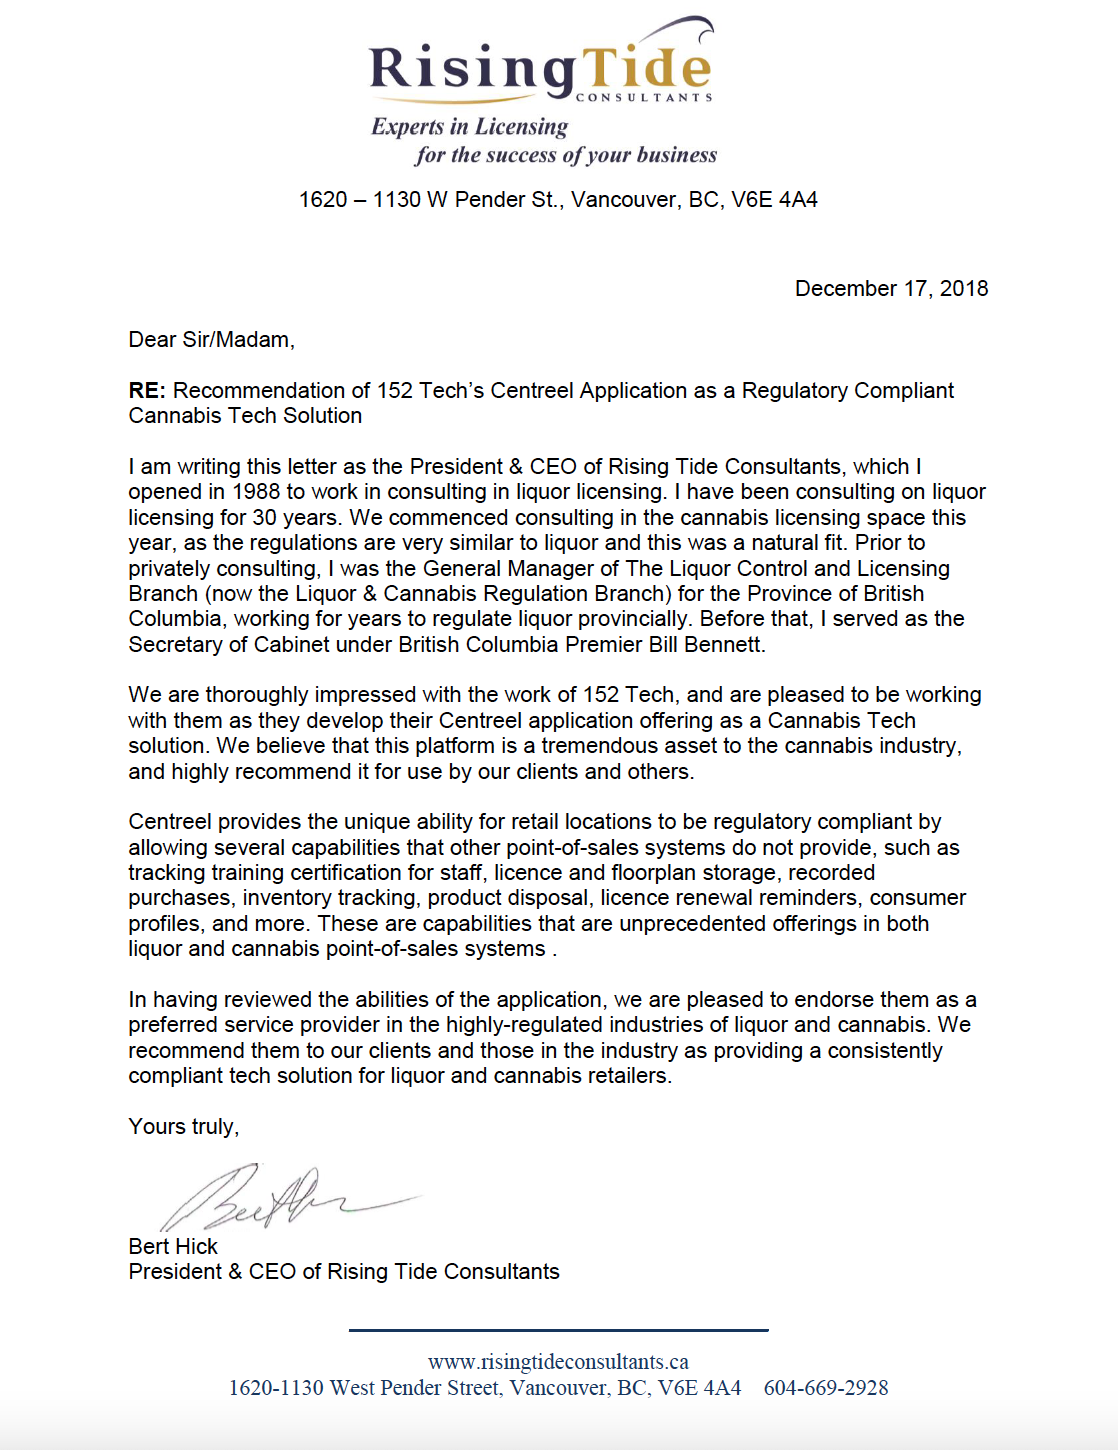 RisingTide
CONSULTANTS
Experts in Licensing
for the success of your business
1620 – 1130 W Pender St., Vancouver, BC, V6E 4A4
December 17, 2018
Dear Sir/Madam,
RE: Recommendation of 152 Tech’s Centreel Application as a Regulatory Compliant
Cannabis Tech Solution
I am writing this letter as the President & CEO of Rising Tide Consultants, which I
opened in 1988 to work in consulting in liquor licensing. I have been consulting on liquor
licensing for 30 years. We commenced consulting in the cannabis licensing space this
year, as the regulations are very similar to liquor and this was a natural fit. Prior to
privately consulting, I was the General Manager of The Liquor Control and Licensing
Branch (now the Liquor & Cannabis Regulation Branch) for the Province of British
Columbia, working for years to regulate liquor provincially. Before that, I served as the
Secretary of Cabinet under British Columbia Premier Bill Bennett.
We are thoroughly impressed with the work of 152 Tech, and are pleased to be working
with them as they develop their Centreel application offering as a Cannabis Tech
solution. We believe that this platform is a tremendous asset to the cannabis industry,
and highly recommend it for use by our clients and others.
Centreel provides the unique ability for retail locations to be regulatory compliant by
allowing several capabilities that other point-of-sales systems do not provide, such as
tracking training certification for staff, licence and floorplan storage, recorded
purchases, inventory tracking, product disposal, licence renewal reminders, consumer
profiles, and more. These are capabilities that are unprecedented offerings in both
liquor and cannabis point-of-sales systems .
In having reviewed the abilities of the application, we are pleased to endorse them as a
preferred service provider in the highly-regulated industries of liquor and cannabis. We
recommend them to our clients and those in the industry as providing a consistently
compliant tech solution for liquor and cannabis retailers.
Yours truly,
Bert Hick
President & CEO of Rising Tide Consultants
www.risingtideconsultants.ca
1620-1130 West Pender Street, Vancouver, BC, V6E 4A4 604-669-2928